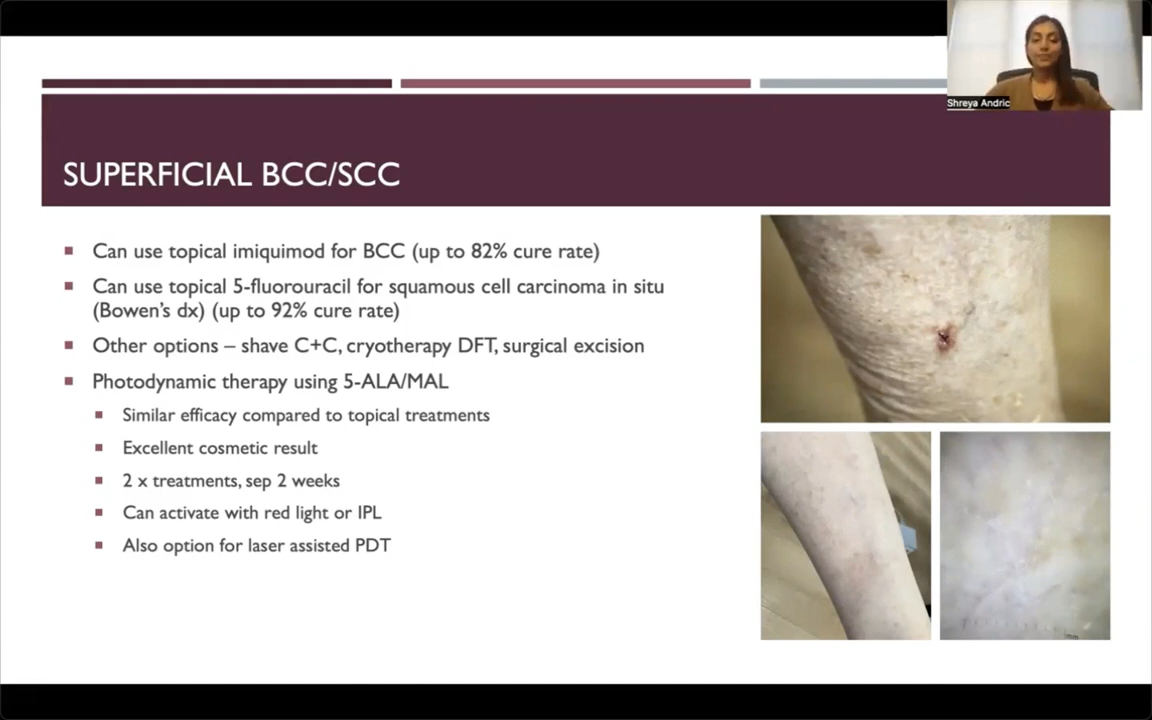 Shreya Andric
SUPERFICIAL BCC/SCC
Can use topical imiquimod for BCC (up to 82% cure rate)
Can use topical 5-fluorouracil for squamous cell carcinoma in situ
(Bowen's dx) (up to 92% cure rate)
Other options – shave C+C, cryotherapy DFT, surgical excision
Photodynamic therapy using 5-ALA/MAL
Similar efficacy compared to topical treatments
Excellent cosmetic result
2 x treatments, sep 2 weeks
Can activate with red light or IPL
Also option for laser assisted PDT
mm